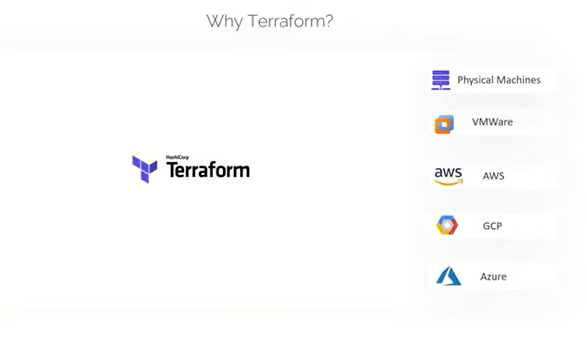 Why Terraform?
HashiCorp
Terraform
Physical Machines
VMWare
aws
AWS
GCP
Azure